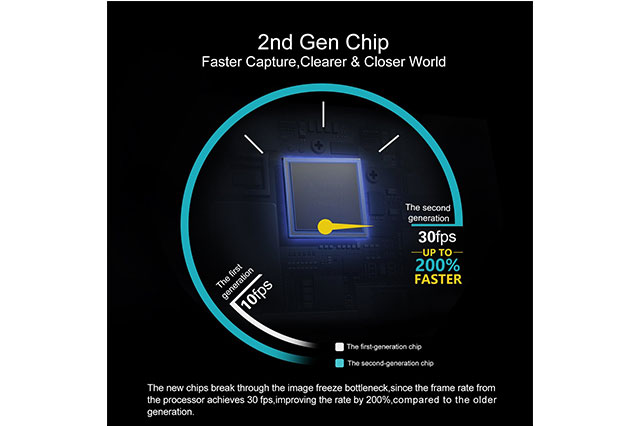 2nd Gen Chip
Faster Capture,Clearer & Closer World
The second
generation
30fps
UP TO
200%
FASTER
The first
generation
10fps
The first-generation chip
The second-generation chip
The new chips break through the image freeze bottleneck,since the frame rate from
the processor achieves 30 fps,improving the rate by 200%,compared to the older
generation.